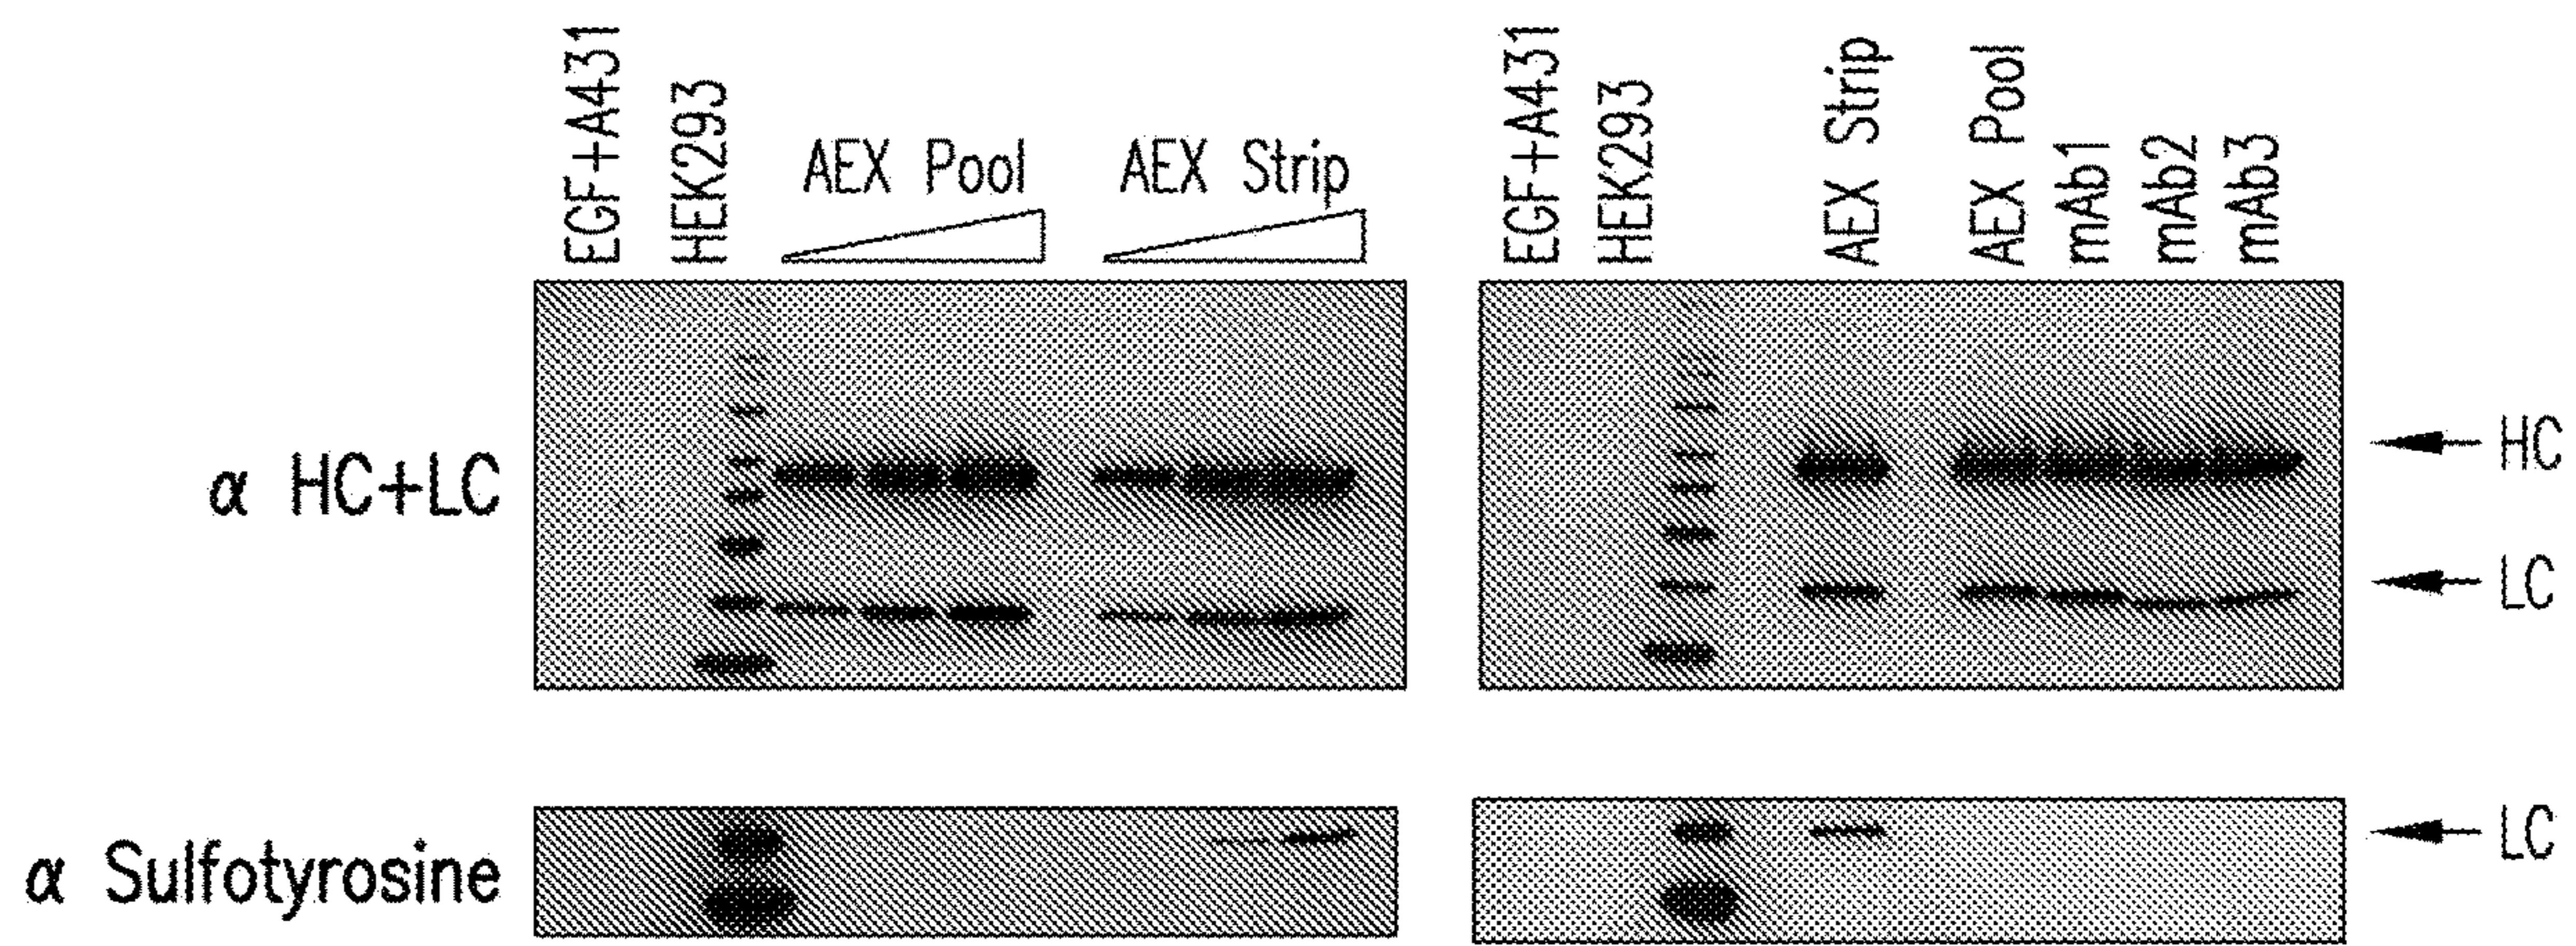 EGF+A431
HEK293
AEX Pool
AEX Strip
EGF+A431
HEK293
AEX Strip
AEX Pool
mAb1
mAb2
mAb3
α HC+LC
HC
LC
α Sulfotyrosine
LC